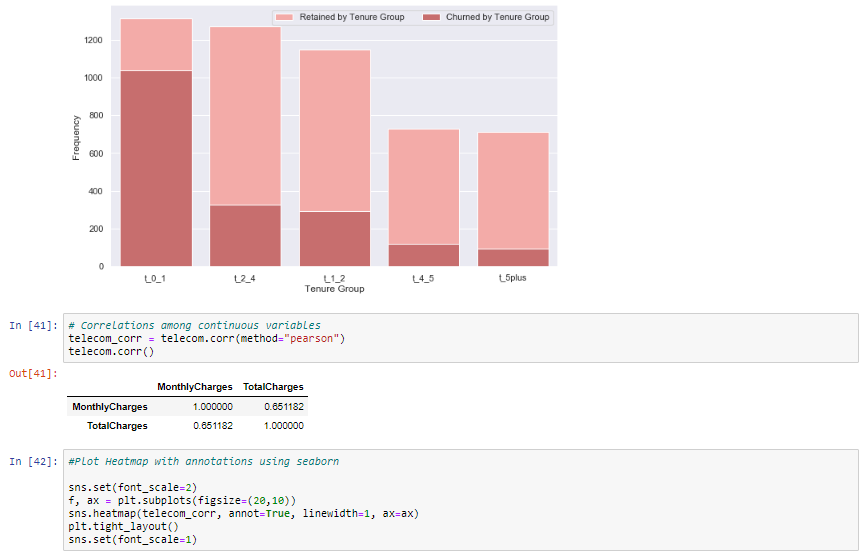 Retained by Tenure Group Churned by Tenure Group
1200
1000
800
600
400
200
0
Frequency
t_0_1 t_2_4 t_1_2 t_4_5 t_5plus
Tenure Group
In [41]: # Correlations among continuous variables
telecom_corr = telecom.corr(method="pearson")
telecom.corr()
Out[41]:
MonthlyCharges TotalCharges
MonthlyCharges 1.000000 0.651182
TotalCharges 0.651182 1.000000
In [42]: #Plot Heatmap with annotations using seaborn
sns.set(font_scale=2)
f, ax = plt.subplots(figsize=(20,10))
sns.heatmap(telecom_corr, annot=True, linewidth=1, ax=ax)
plt.tight_layout()
sns.set(font_scale=1)